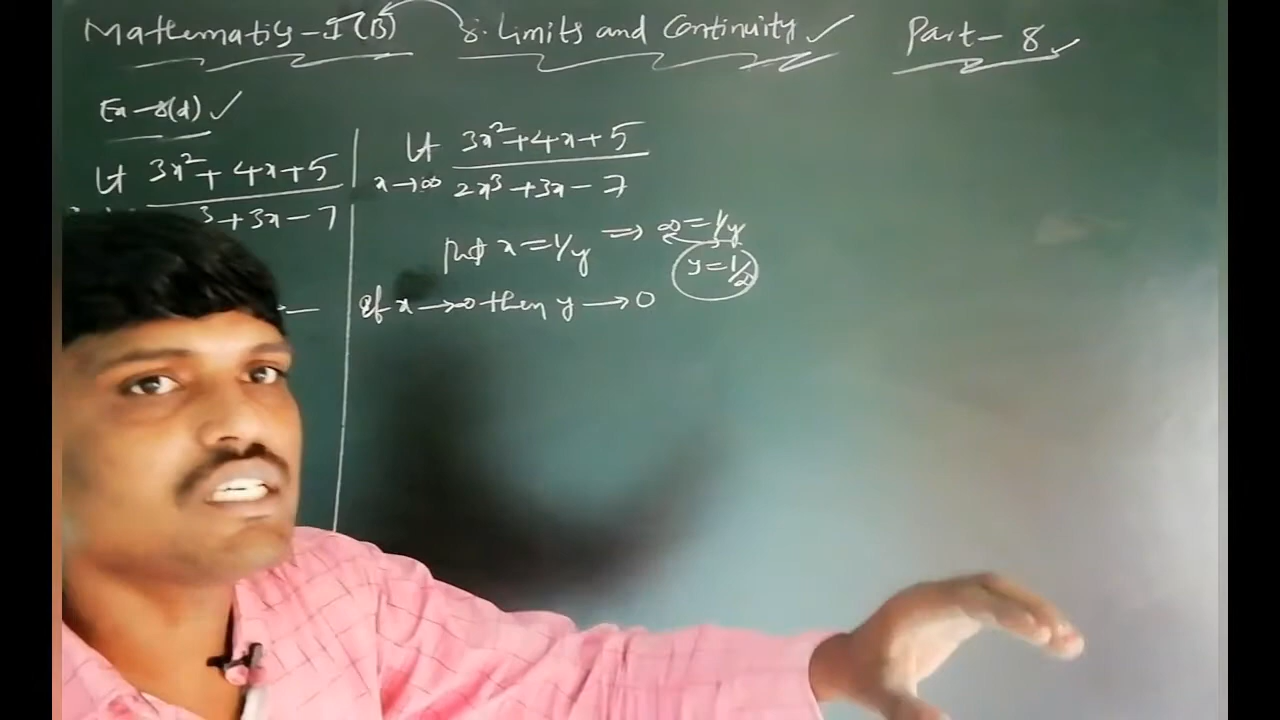 Mathematics-I(B) 8. Limits and Continuity ✓ Part-8 ✓
Ex-8(d) ✓
Lt 3x²+4x+5
3+3x-7
Lt 3x²+4x+5
x→∞ 2x³+3x-7
put x=1/y ⇒ ∞=1/y
y=1/∞
If x→∞ then y→0